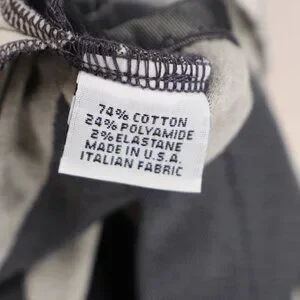 74% COTTON
24% POLYAMIDE
2% ELASTANE
MADE IN U.S.A.
ITALIAN FABRIC